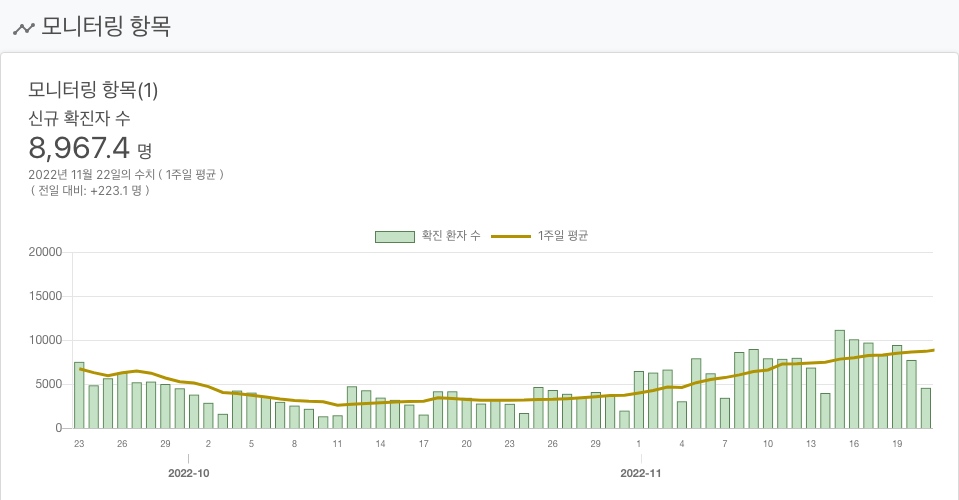 모니터링 항목
모니터링 항목(1)
신규 확진자 수
8,967.4 명
2022년 11월 22일의 수치 ( 1주일 평균 )
( 전일 대비: +223.1 명 )
확진 환자 수 1주일 평균
20000
15000
10000
5000
0
23 26 29 2 5 8 11 14 17 20 23 26 29 1 4 7 10 13 16 19
2022-10 2022-11